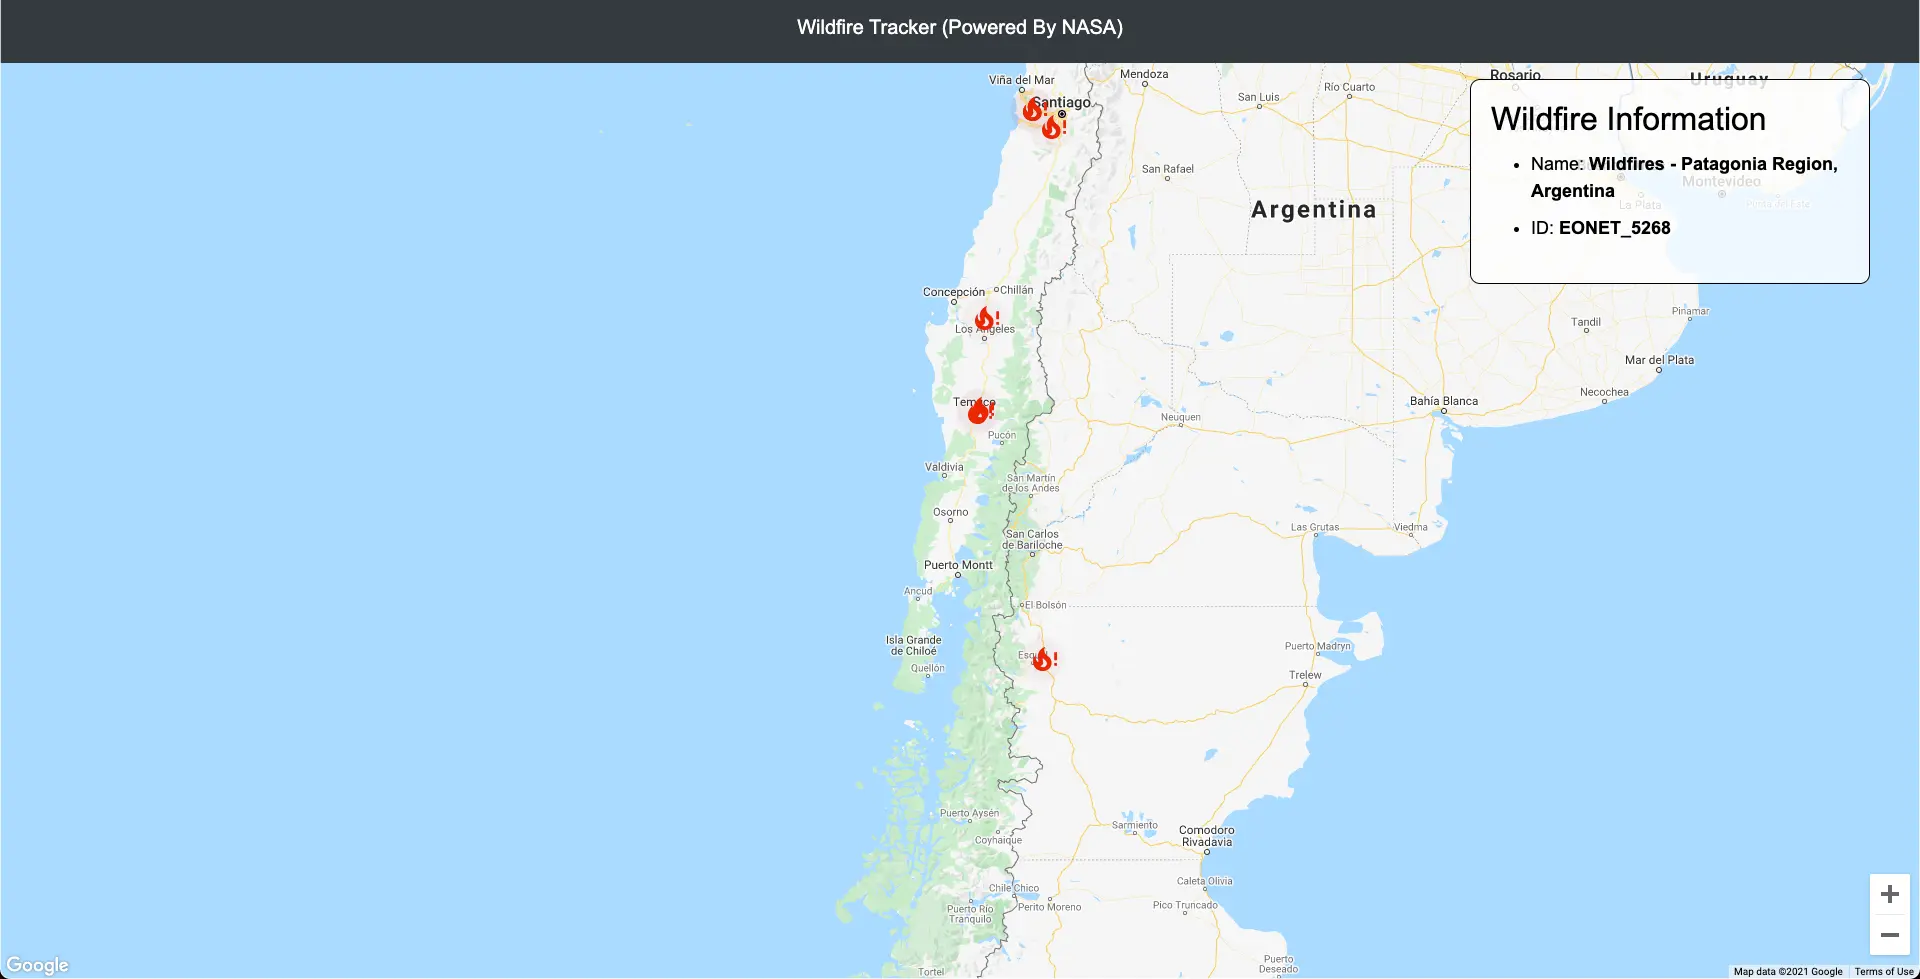 Wildfire Tracker (Powered By NASA)
Viña del Mar
Mendoza
Rosario
Uruguay
Santiago
San Luis
Río Cuarto
Wildfire Information
Name: Wildfires - Patagonia Region,
Argentina
ID: EONET_5268
San Rafael
Montevideo
La Plata
Punta del Este
Argentina
Concepción
Chillán
Los Angeles
Pinamar
Tandil
Mar del Plata
Necochea
Temuco
Bahía Blanca
Neuquen
Pucón
Valdivia
San Martín
de los Andes
Osorno
Las Grutas
Viedma
San Carlos
de Bariloche
Puerto Montt
Ancud
El Bolsón
Isla Grande
de Chiloé
Quellón
Esquel
Puerto Madryn
Trelew
Puerto Aysén
Coyhaique
Sarmiento
Comodoro
Rivadavia
Chile Chico
Caleta Olivia
Puerto Río
Tranquilo
Perito Moreno
Pico Truncado
Puerto
Deseado
Tortel
Google
Map data ©2021 Google
Terms of Use